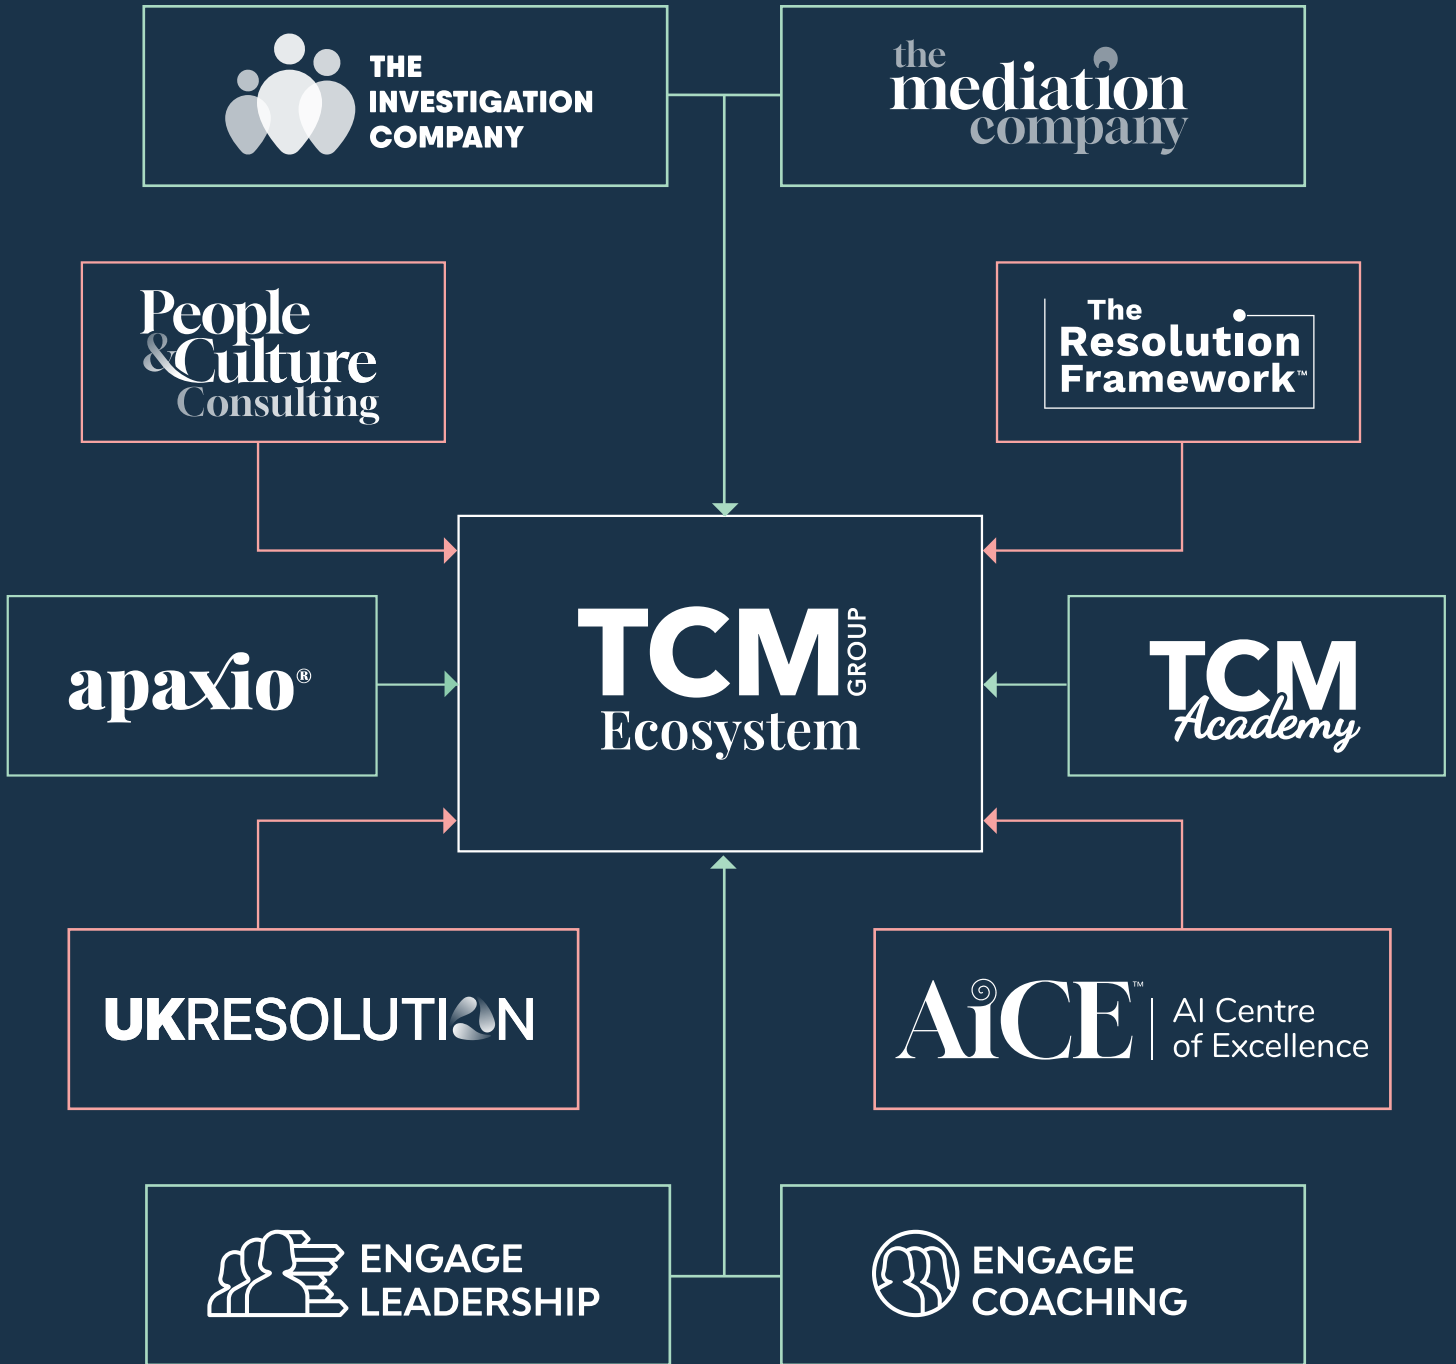 THE
INVESTIGATION
COMPANY
the
mediation
company
People
&Culture
Consulting
The
Resolution
Framework™
TCM GROUP
Ecosystem
apaxio®
TCM
Academy
UKRESOLUTION
AiCE™
AI Centre
of Excellence
ENGAGE
LEADERSHIP
ENGAGE
COACHING